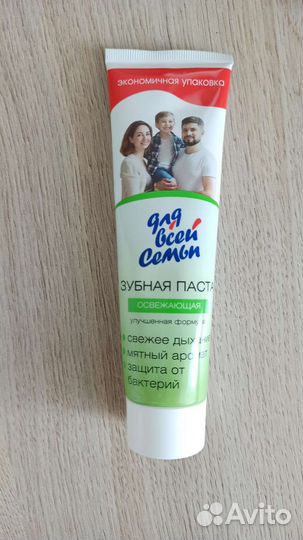 экономичная упаковка
для
всей
семьи
ЗУБНАЯ ПАСТА
ОСВЕЖАЮЩАЯ
улучшенная формула
свежее дыхание
мятный аромат
защита от
бактерий
Avito